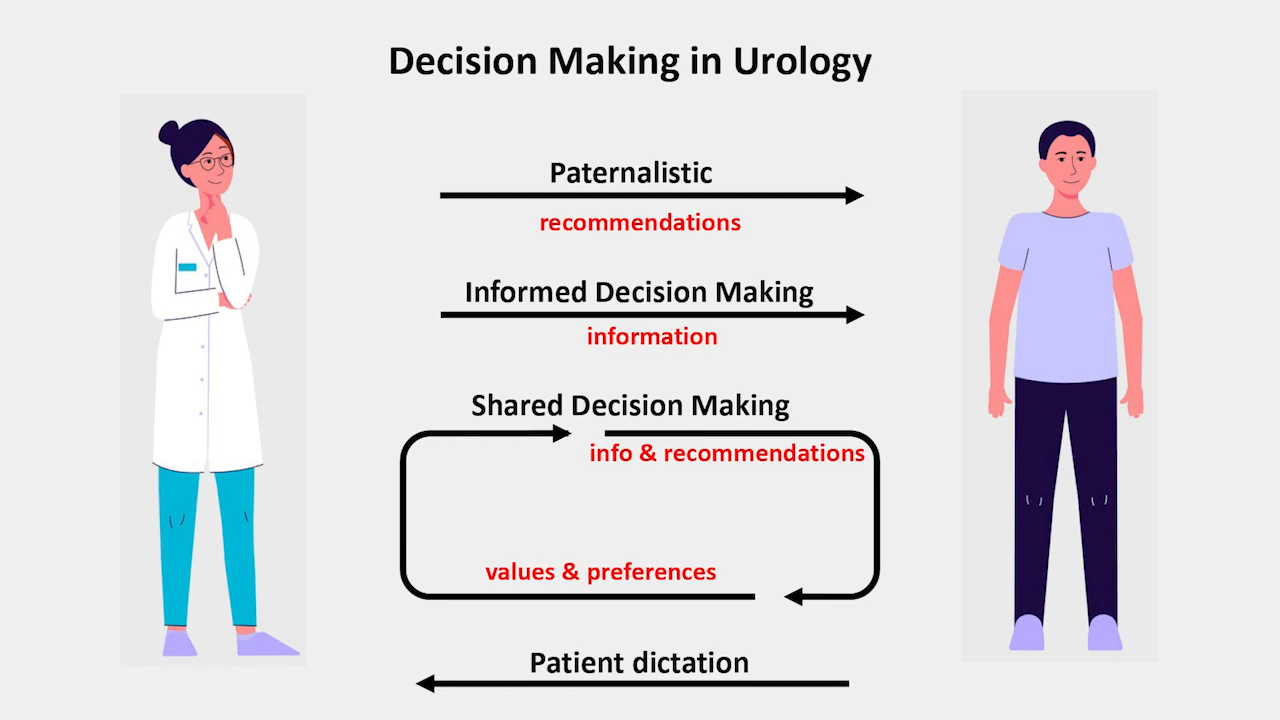 Decision Making in Urology
Paternalistic
recommendations
Informed Decision Making
information
Shared Decision Making
info & recommendations
values & preferences
Patient dictation